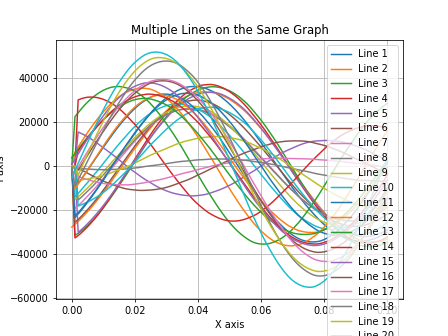 Multiple Lines on the Same Graph
40000
20000
0
−20000
−40000
−60000
0.00
0.02
0.04
0.06
X axis
axis
Line 1
Line 2
Line 3
Line 4
Line 5
Line 6
Line 7
Line 8
Line 9
Line 10
Line 11
Line 12
Line 13
Line 14
Line 15
Line 16
Line 17
Line 18
Line 19